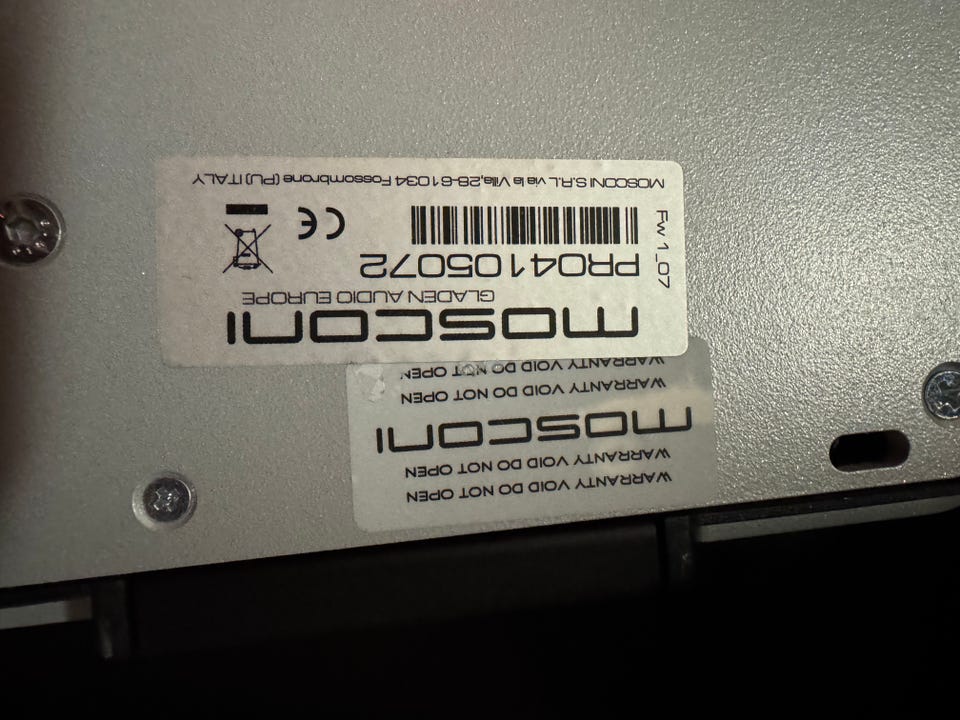 WARRANTY VOID DO NOT OPEN
WARRANTY VOID DO NOT OPEN
mosconi
WARRANTY VOID DO NOT OPEN
WARRANTY VOID DO NOT OPEN
mosconi
GLADEN AUDIO EUROPE
PRO4105072
Fw 1_07
CE
MOSCONI S.R.L. via la Villa,28-61034 Fossombrone (PU) ITALY